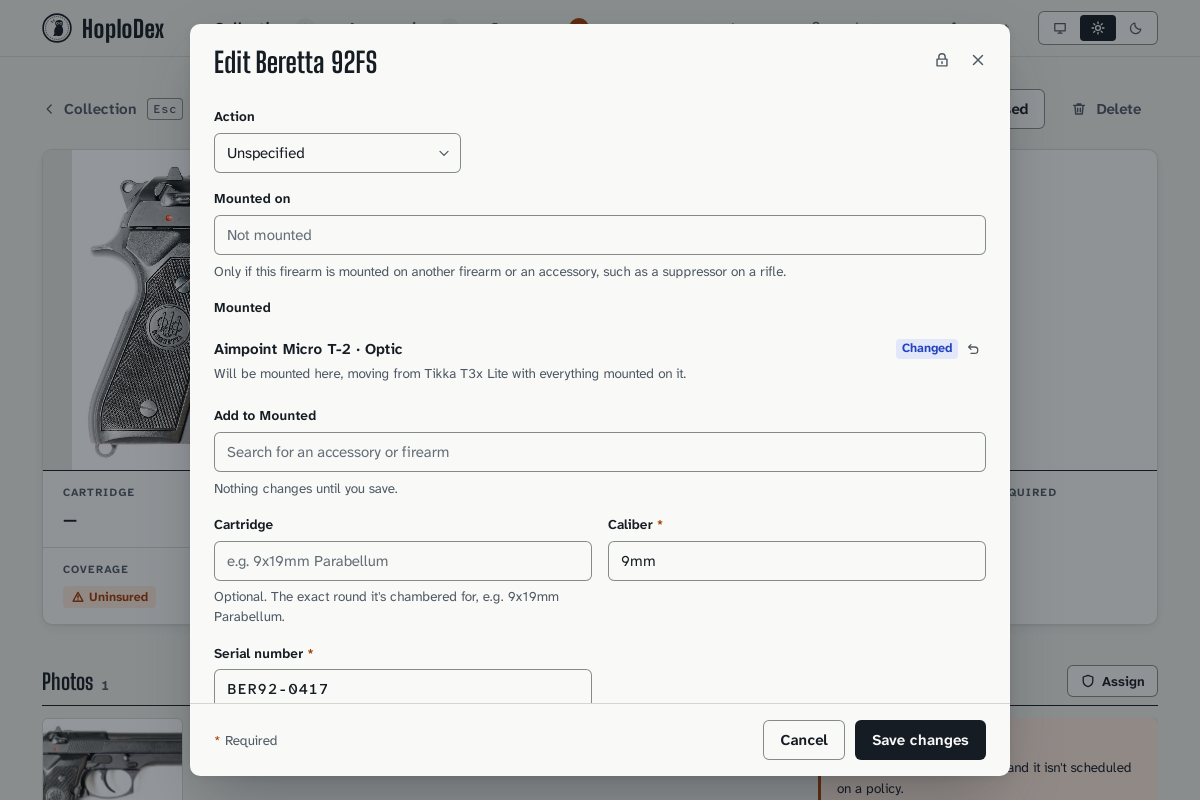 HoploDex
Edit Beretta 92FS
Collection
Esc
ed
Delete
Action
Unspecified
Mounted on
Not mounted
Only if this firearm is mounted on another firearm or an accessory, such as a suppressor on a rifle.
Mounted
Aimpoint Micro T-2 · Optic
Changed
Will be mounted here, moving from Tikka T3x Lite with everything mounted on it.
Add to Mounted
Search for an accessory or firearm
Nothing changes until you save.
CARTRIDGE
—
QUIRED
COVERAGE
Uninsured
Cartridge
Caliber *
e.g. 9x19mm Parabellum
9mm
Optional. The exact round it's chambered for, e.g. 9x19mm
Parabellum.
Serial number *
BER92-0417
Photos 1
Assign
* Required
Cancel
Save changes
and it isn't scheduled
on a policy.